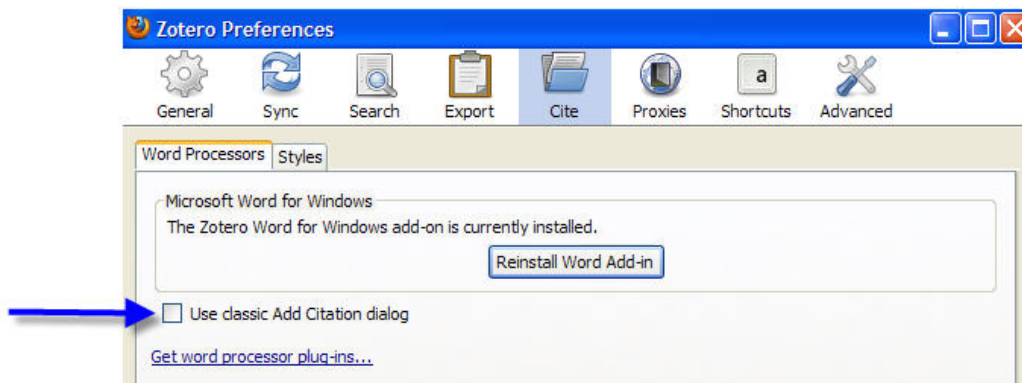 Zotero Preferences
General Sync Search Export Cite Proxies Shortcuts Advanced
Word Processors Styles
Microsoft Word for Windows
The Zotero Word for Windows add-on is currently installed.
Reinstall Word Add-in
Use classic Add Citation dialog
Get word processor plug-ins...